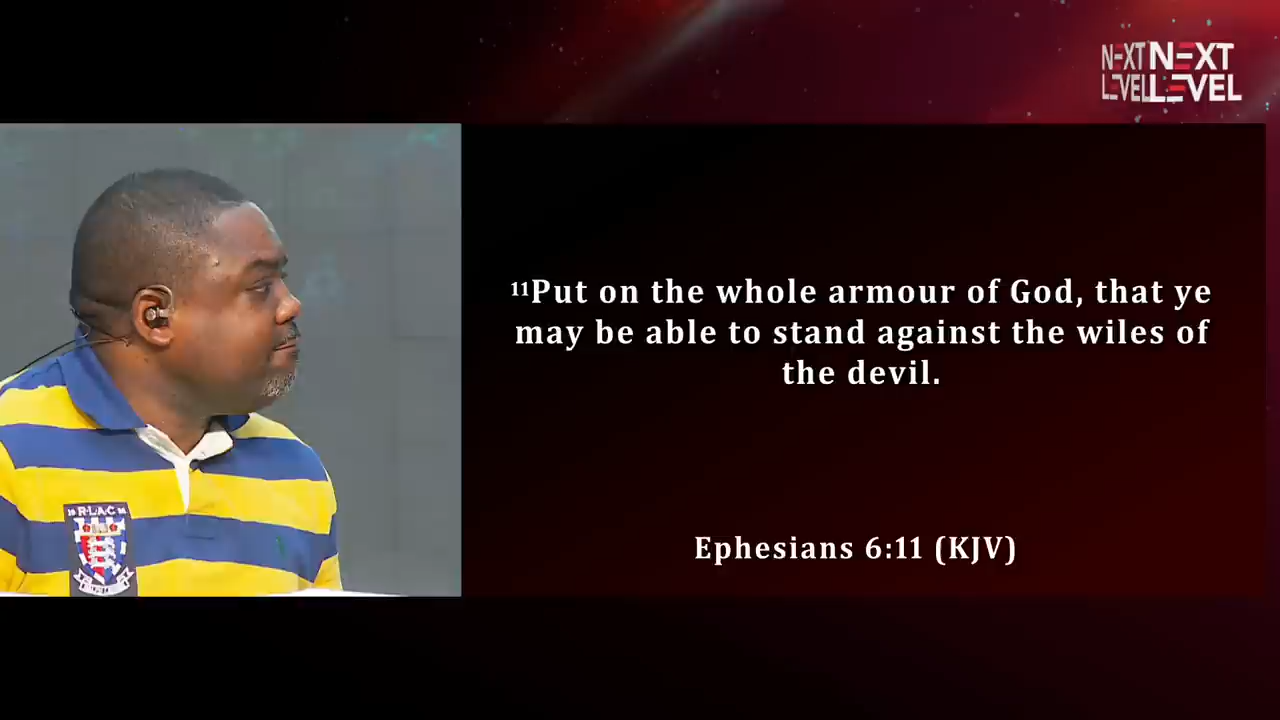 NEXT NEXT
LEVEL LEVEL
¹¹Put on the whole armour of God, that ye
may be able to stand against the wiles of
the devil.
R·L·A·C
Ephesians 6:11 (KJV)